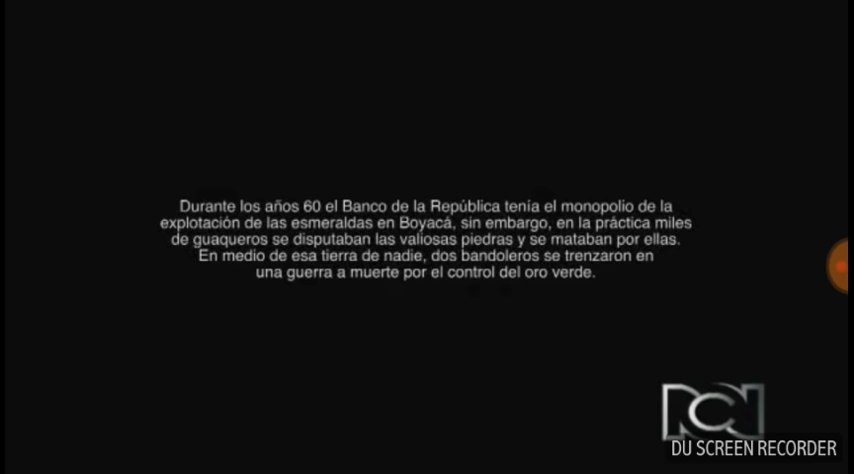 Durante los años 60 el Banco de la República tenía el monopolio de la
explotación de las esmeraldas en Boyacá, sin embargo, en la práctica miles
de guaqueros se disputaban las valiosas piedras y se mataban por ellas.
En medio de esa tierra de nadie, dos bandoleros se trenzaron en
una guerra a muerte por el control del oro verde.
RCN
DU SCREEN RECORDER